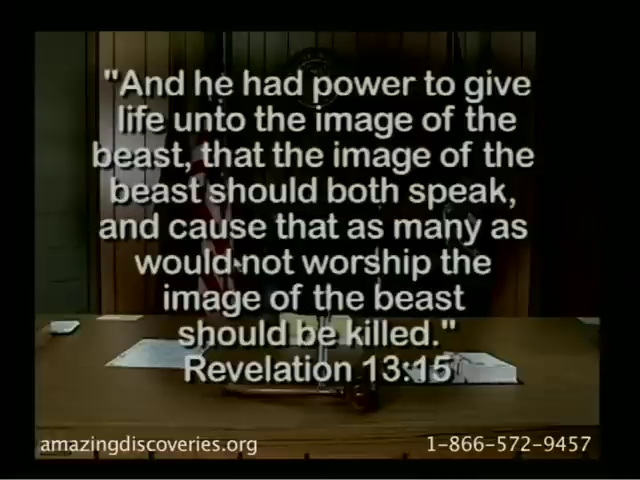 "And he had power to give
life unto the image of the
beast, that the image of the
beast should both speak,
and cause that as many as
would not worship the
image of the beast
should be killed."
Revelation 13:15
amazingdiscoveries.org
1-866-572-9457